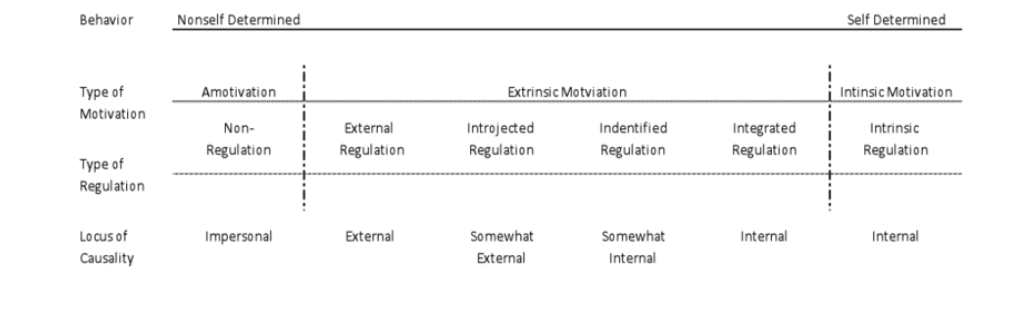 Behavior Nonself Determined Self Determined
Type of Amotivation Extrinsic Motviation Intinsic Motivation
Motivation
Non- External Introjected Indentified Integrated Intrinsic
Regulation Regulation Regulation Regulation Regulation Regulation
Type of
Regulation
Locus of Impersonal External Somewhat Somewhat Internal Internal
Causality External Internal